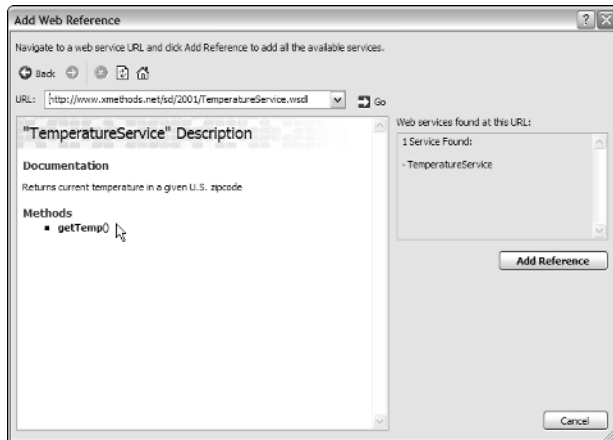 Add Web Reference
Navigate to a web service URL and click Add Reference to add all the available services.
Back
URL: http://www.xmethods.net/sd/2001/TemperatureService.wsdl Go
"TemperatureService" Description
Documentation
Returns current temperature in a given U.S. zipcode
Methods
getTemp()
Web services found at this URL:
1 Service Found:
- TemperatureService
Add Reference
Cancel